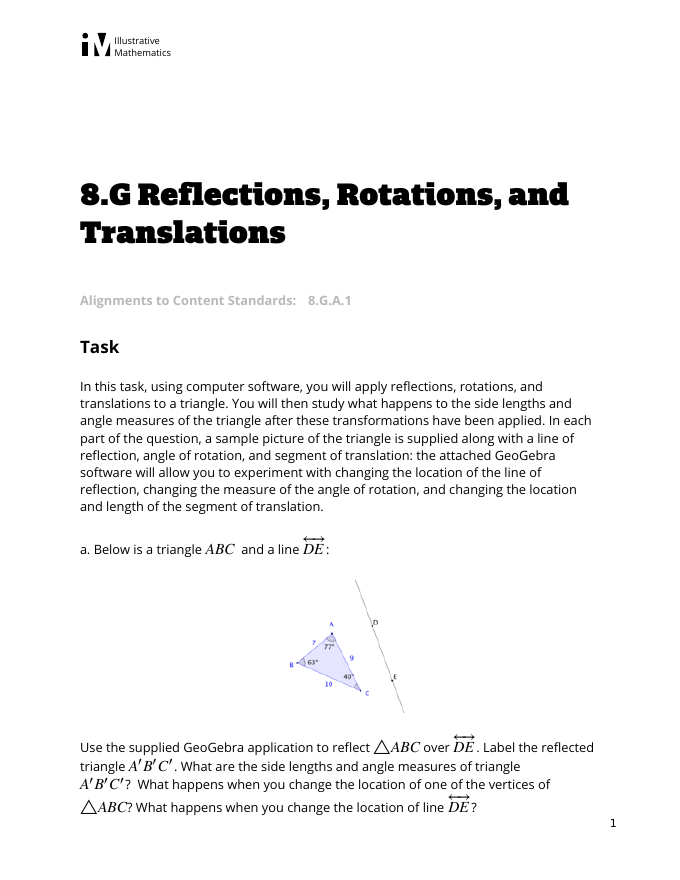 Illustrative
Mathematics
8.G Reflections, Rotations, and
Translations
Alignments to Content Standards: 8.G.A.1
Task
In this task, using computer software, you will apply reflections, rotations, and
translations to a triangle. You will then study what happens to the side lengths and
angle measures of the triangle after these transformations have been applied. In each
part of the question, a sample picture of the triangle is supplied along with a line of
reflection, angle of rotation, and segment of translation: the attached GeoGebra
software will allow you to experiment with changing the location of the line of
reflection, changing the measure of the angle of rotation, and changing the location
and length of the segment of translation.
a. Below is a triangle ABC and a line DE:
A
D
7
77°
9
B
63°
40°
E
10
C
Use the supplied GeoGebra application to reflect △ABC over DE. Label the reflected
triangle A′B′C′. What are the side lengths and angle measures of triangle
A′B′C′? What happens when you change the location of one of the vertices of
△ABC? What happens when you change the location of line DE?
1